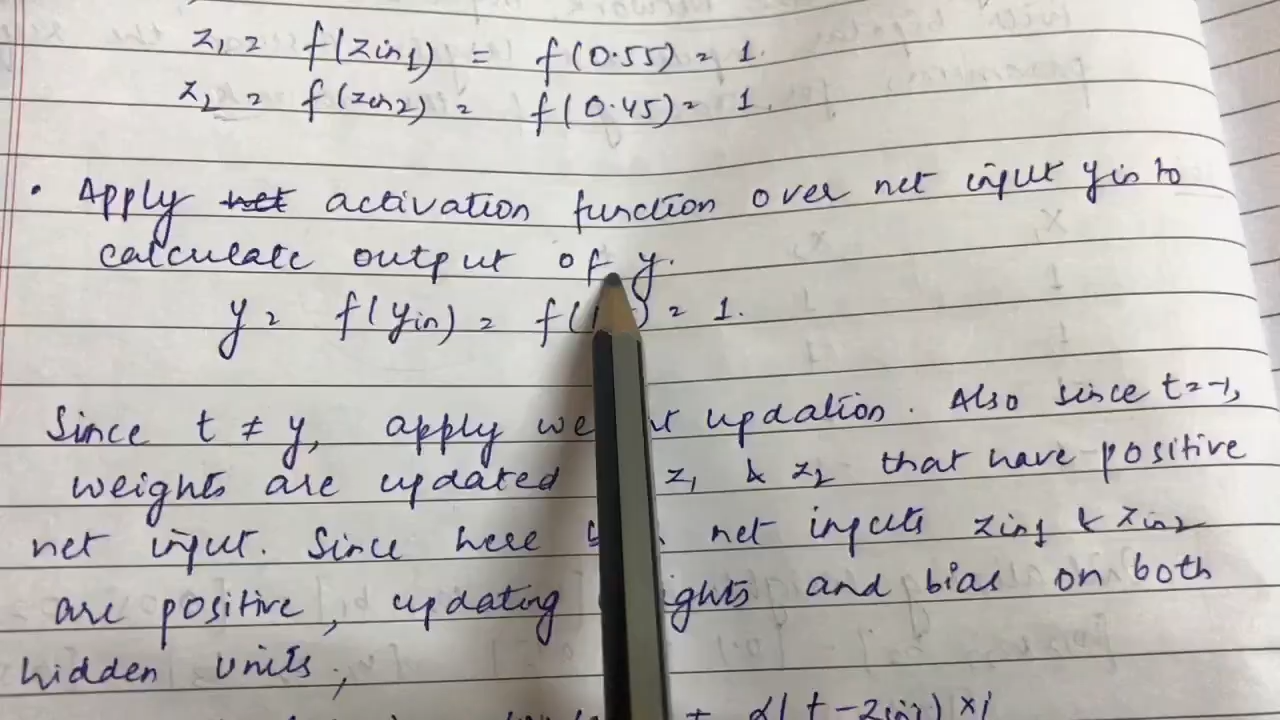 z1 = f(zin1) = f(0.55) = 1.
z2 = f(zin2) = f(0.45) = 1.
• Apply net activation function over net input yin to
calculate output of y.
y = f(yin) = f( ) = 1.
Since t ≠ y, apply updation. Also since t=-1,
weights are updated z1 & z2 that have positive
net input. Since here net inputs zin1 & zin2
are positive, updating and bias on both
hidden units;
+ α(t-zin1) x1